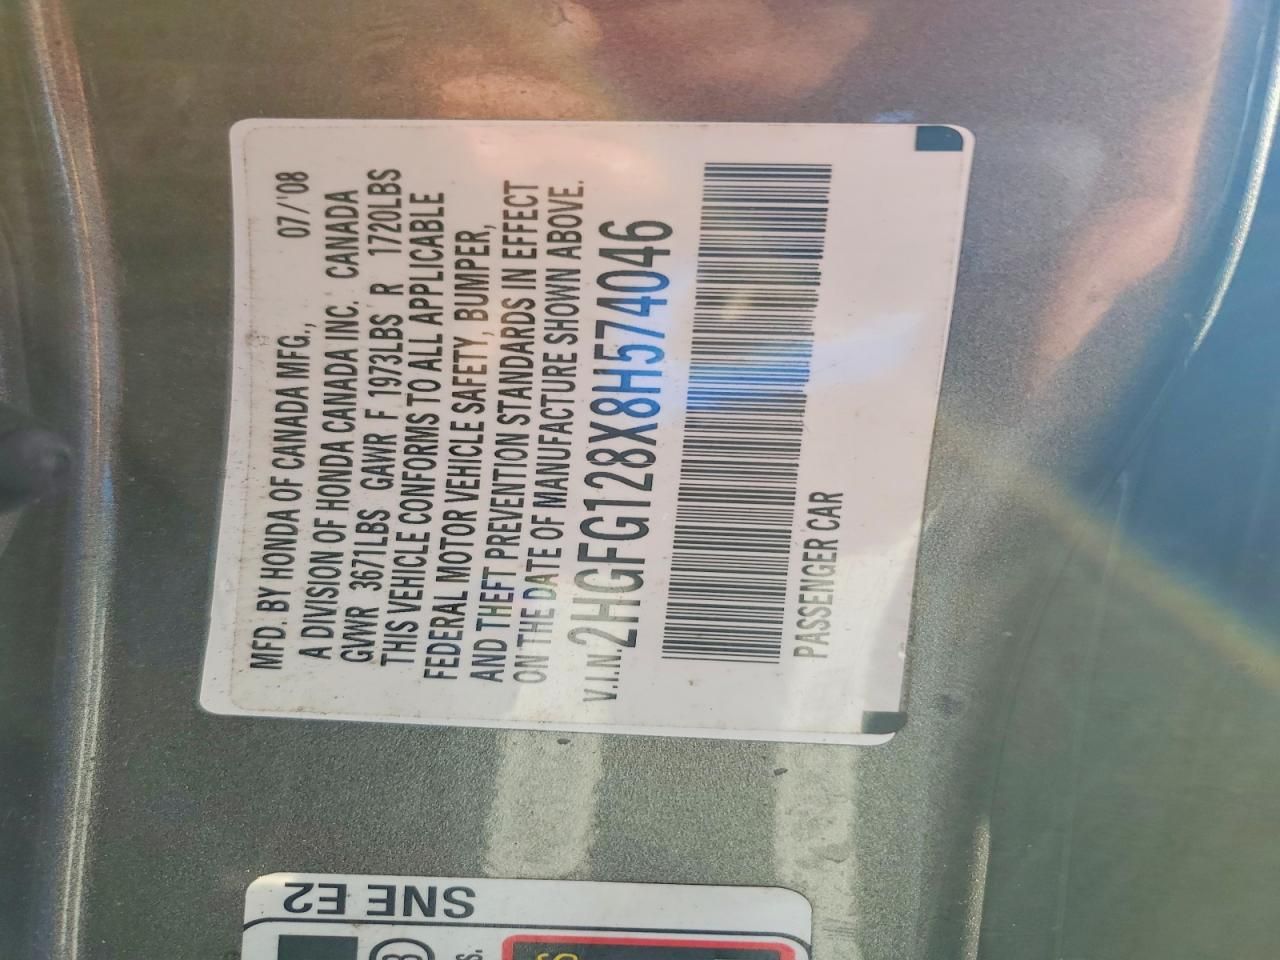 MFD. BY HONDA OF CANADA MFG., 07/'08
A DIVISION OF HONDA CANADA INC. CANADA
GVWR 3671LBS GAWR F 1973LBS R 1720LBS
THIS VEHICLE CONFORMS TO ALL APPLICABLE
FEDERAL MOTOR VEHICLE SAFETY, BUMPER,
AND THEFT PREVENTION STANDARDS IN EFFECT
ON THE DATE OF MANUFACTURE SHOWN ABOVE.
V.I.N. 2HGFG128X8H574046
PASSENGER CAR
SNE E2